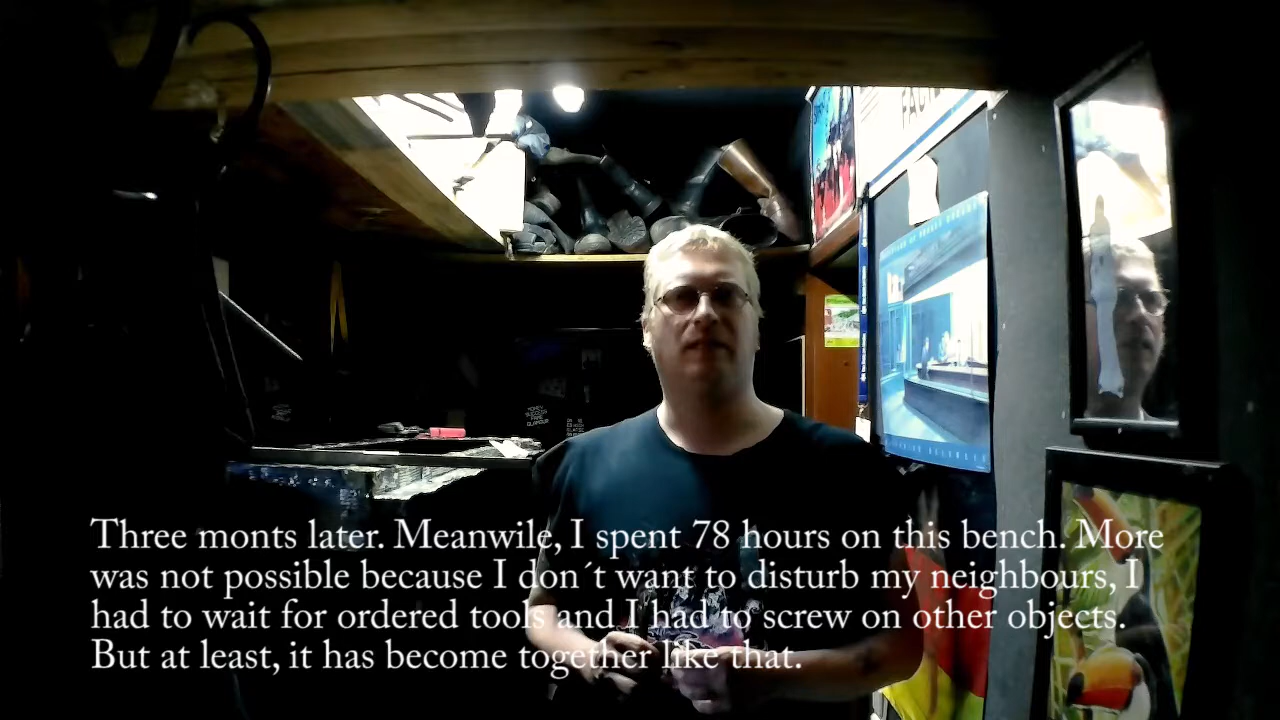 FACT
Three monts later. Meanwile, I spent 78 hours on this bench. More
was not possible because I don´t want to disturb my neighbours, I
had to wait for ordered tools and I had to screw on other objects.
But at least, it has become together like that.